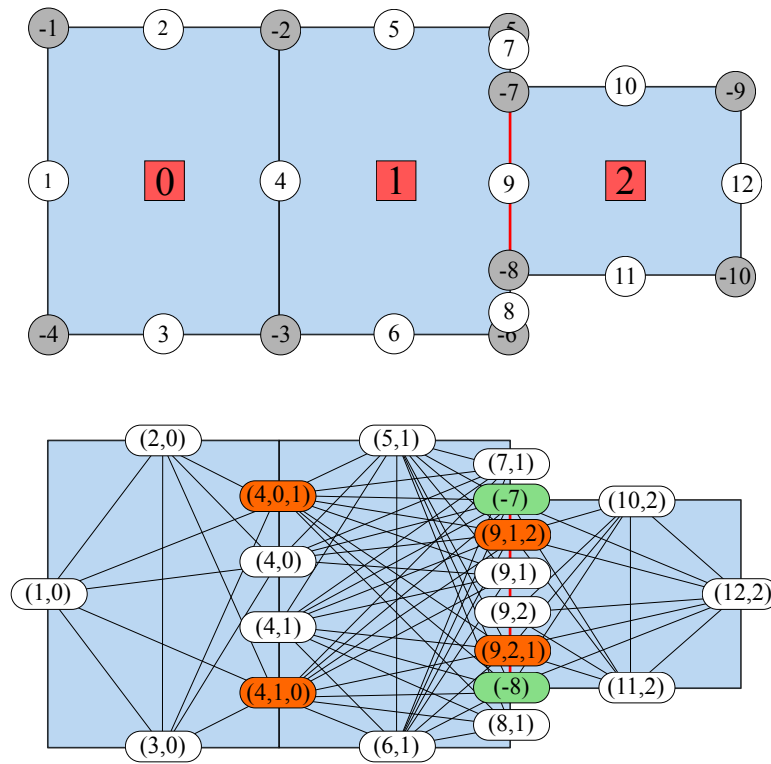 -1 2 -2 5 -5
7
-7 10 -9
1 0 4 1 9 2 12
-8 11 -10
8
-4 3 -3 6 -6
(2,0) (5,1)
(7,1)
(4,0,1) (-7) (10,2)
(9,1,2)
(4,0) (9,1)
(1,0) (12,2)
(9,2)
(4,1)
(9,2,1)
(4,1,0) (-8) (11,2)
(8,1)
(3,0) (6,1)